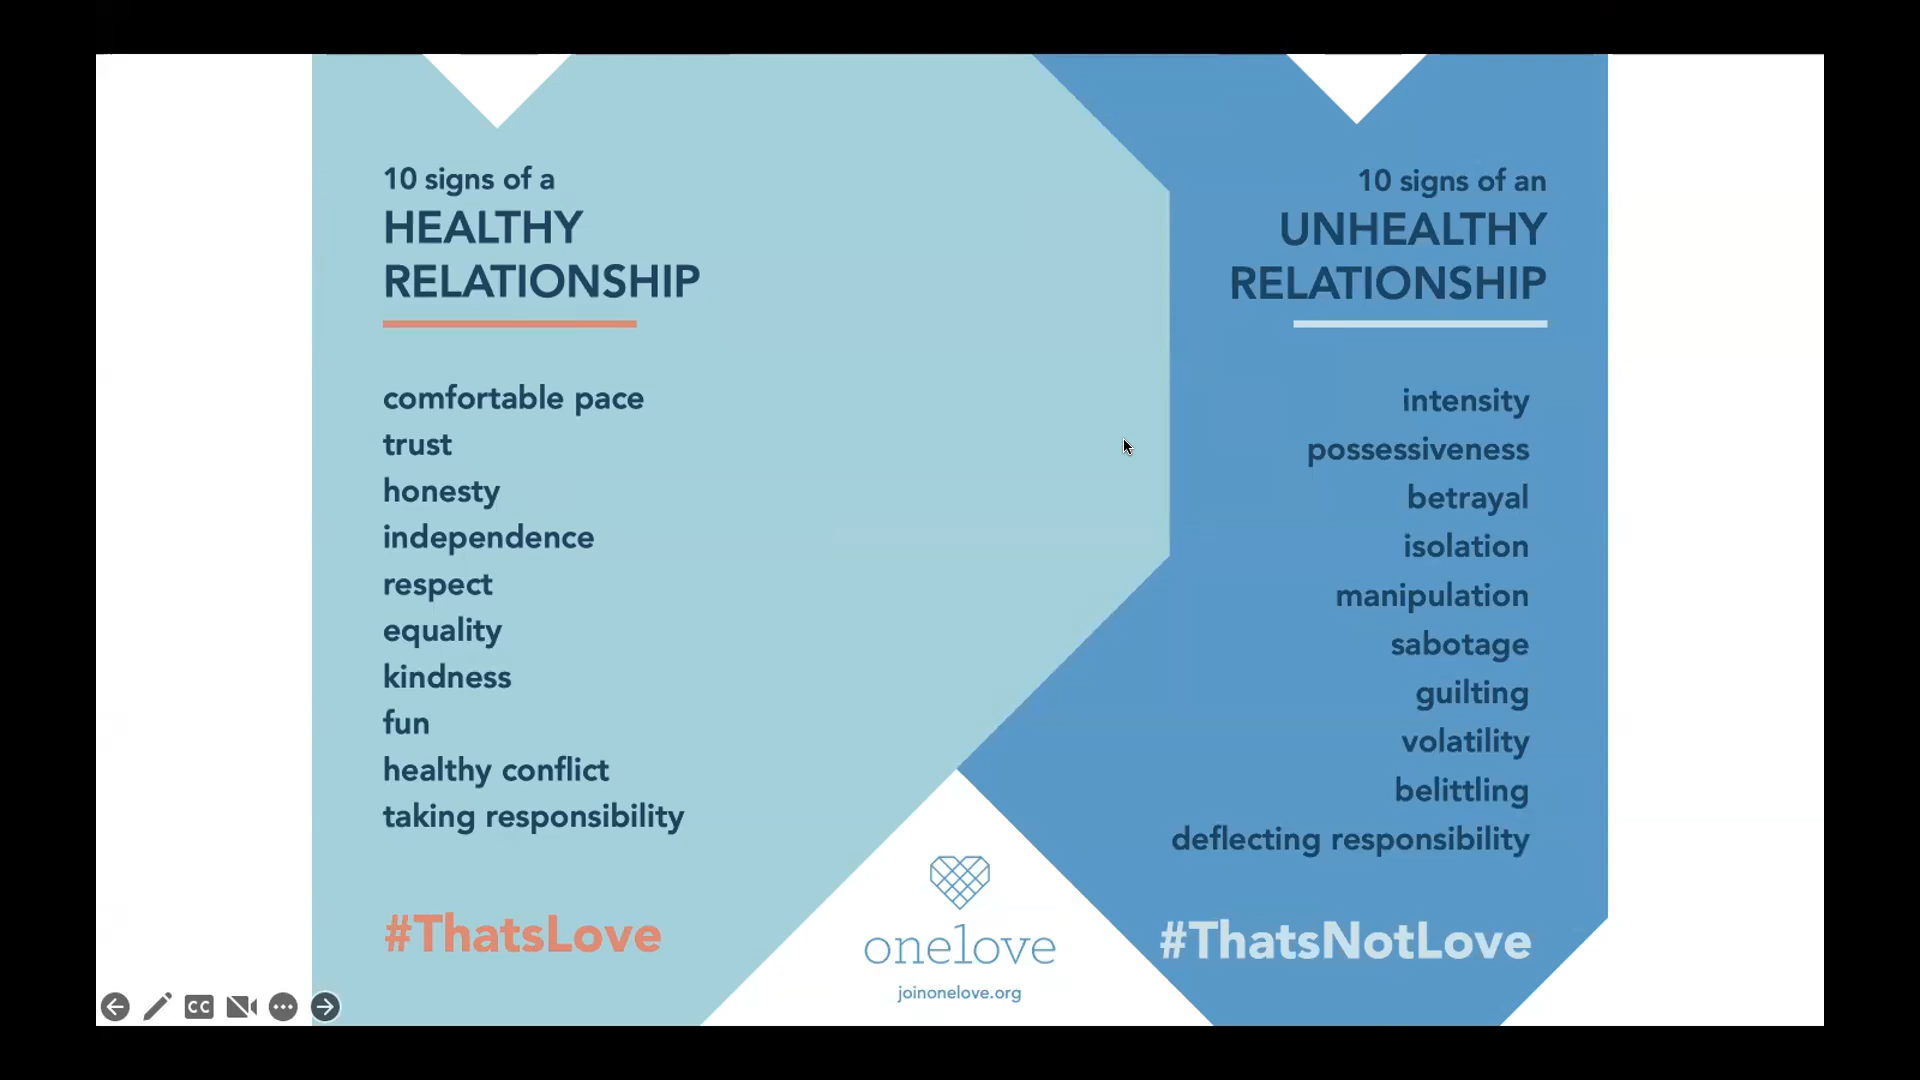 10 signs of a
HEALTHY
RELATIONSHIP
comfortable pace
trust
honesty
independence
respect
equality
kindness
fun
healthy conflict
taking responsibility
#ThatsLove
10 signs of an
UNHEALTHY
RELATIONSHIP
intensity
possessiveness
betrayal
isolation
manipulation
sabotage
guilting
volatility
belittling
deflecting responsibility
#ThatsNotLove
onelove
joinonelove.org
CC